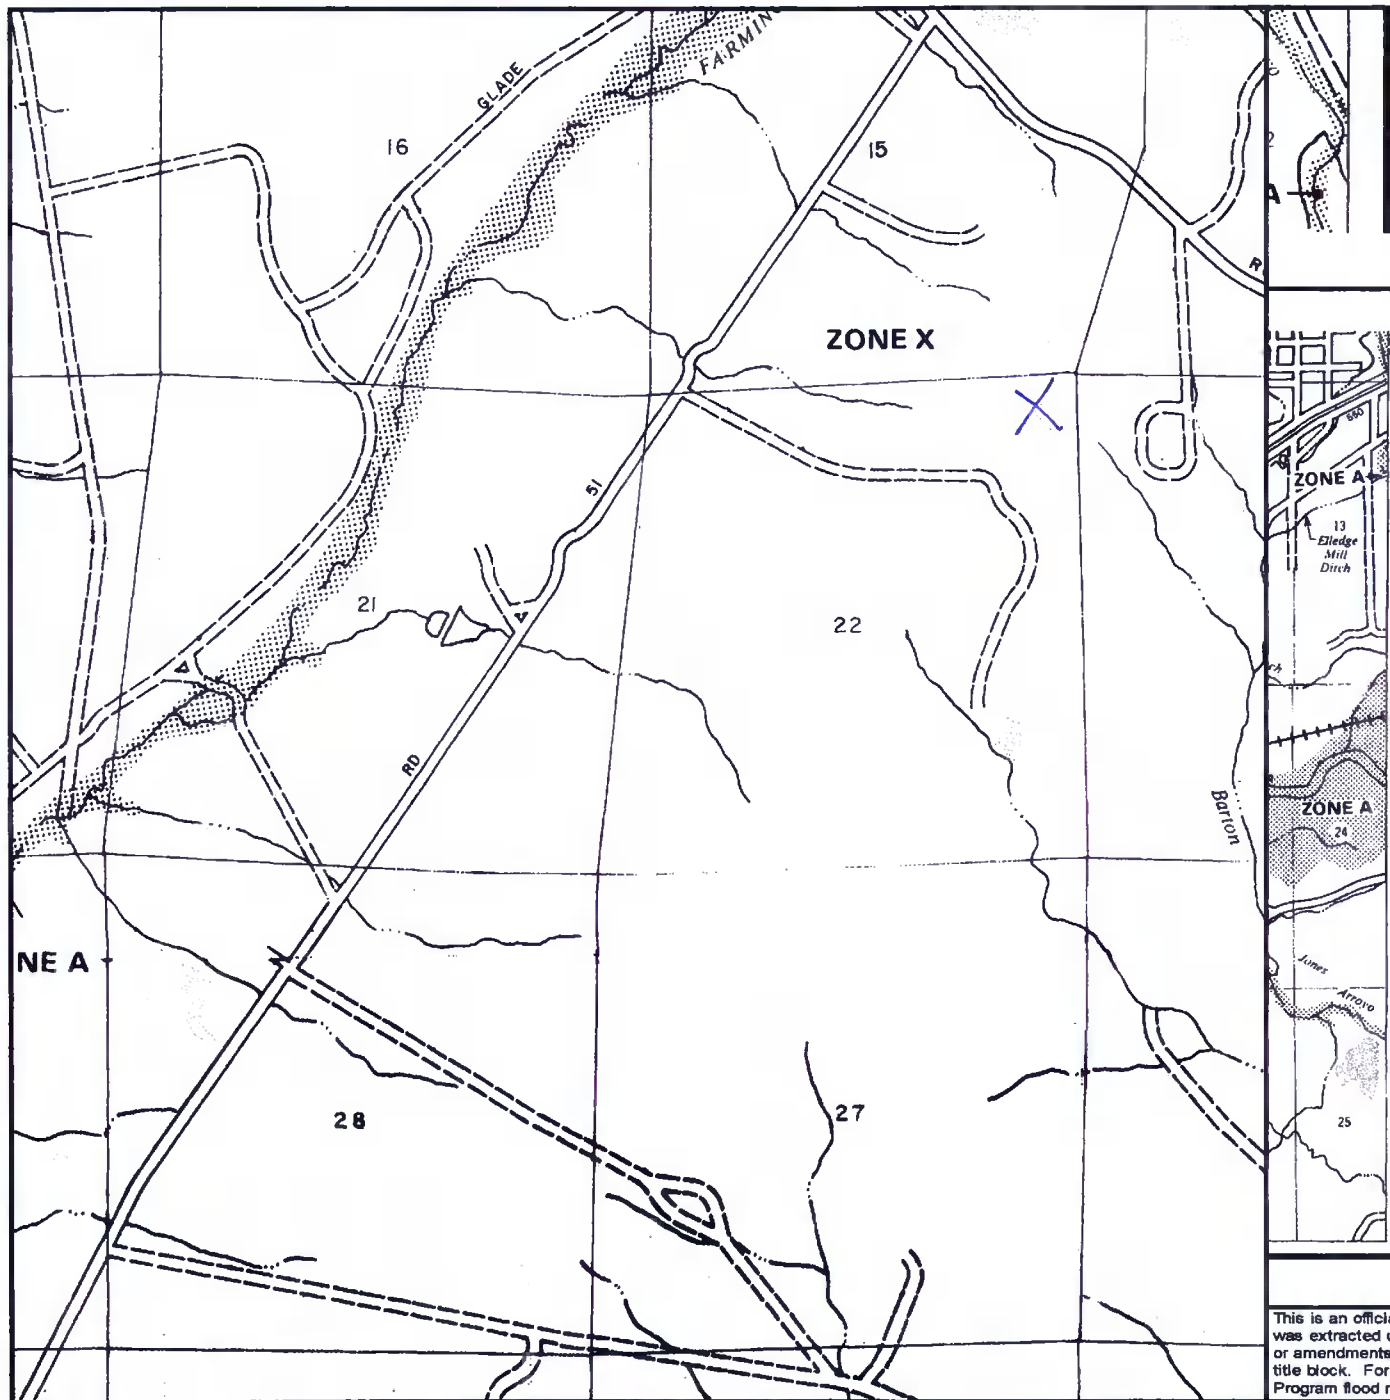 FARMING
GLADE
16
15
ZONE X
R
51
21
22
RD
Barton
NE A
28
27
A
ZONE A
13
Elledge
Mill
Ditch
ZONE A
24
Jones
Arroyo
25
This is an officia
was extracted u
or amendments
title block. For
Program flood r